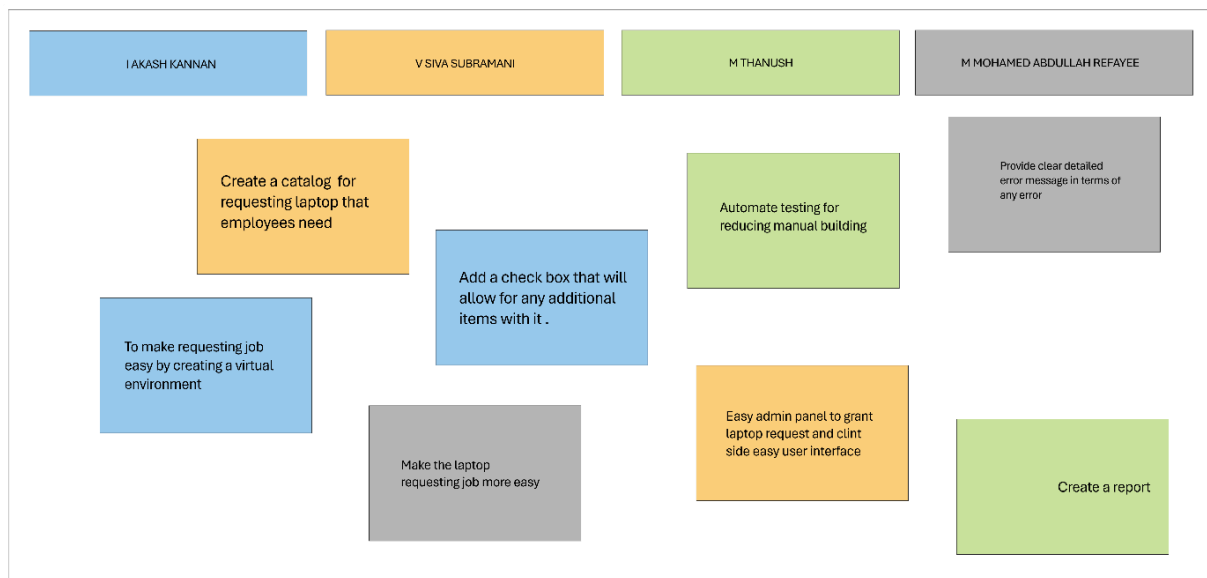 I AKASH KANNAN
V SIVA SUBRAMANI
M THANUSH
M MOHAMED ABDULLAH REFAYEE
Create a catalog for
requesting laptop that
employees need
Automate testing for
reducing manual building
Provide clear detailed
error message in terms of
any error
Add a check box that will
allow for any additional
items with it .
To make requesting job
easy by creating a virtual
environment
Make the laptop
requesting job more easy
Easy admin panel to grant
laptop request and clint
side easy user interface
Create a report